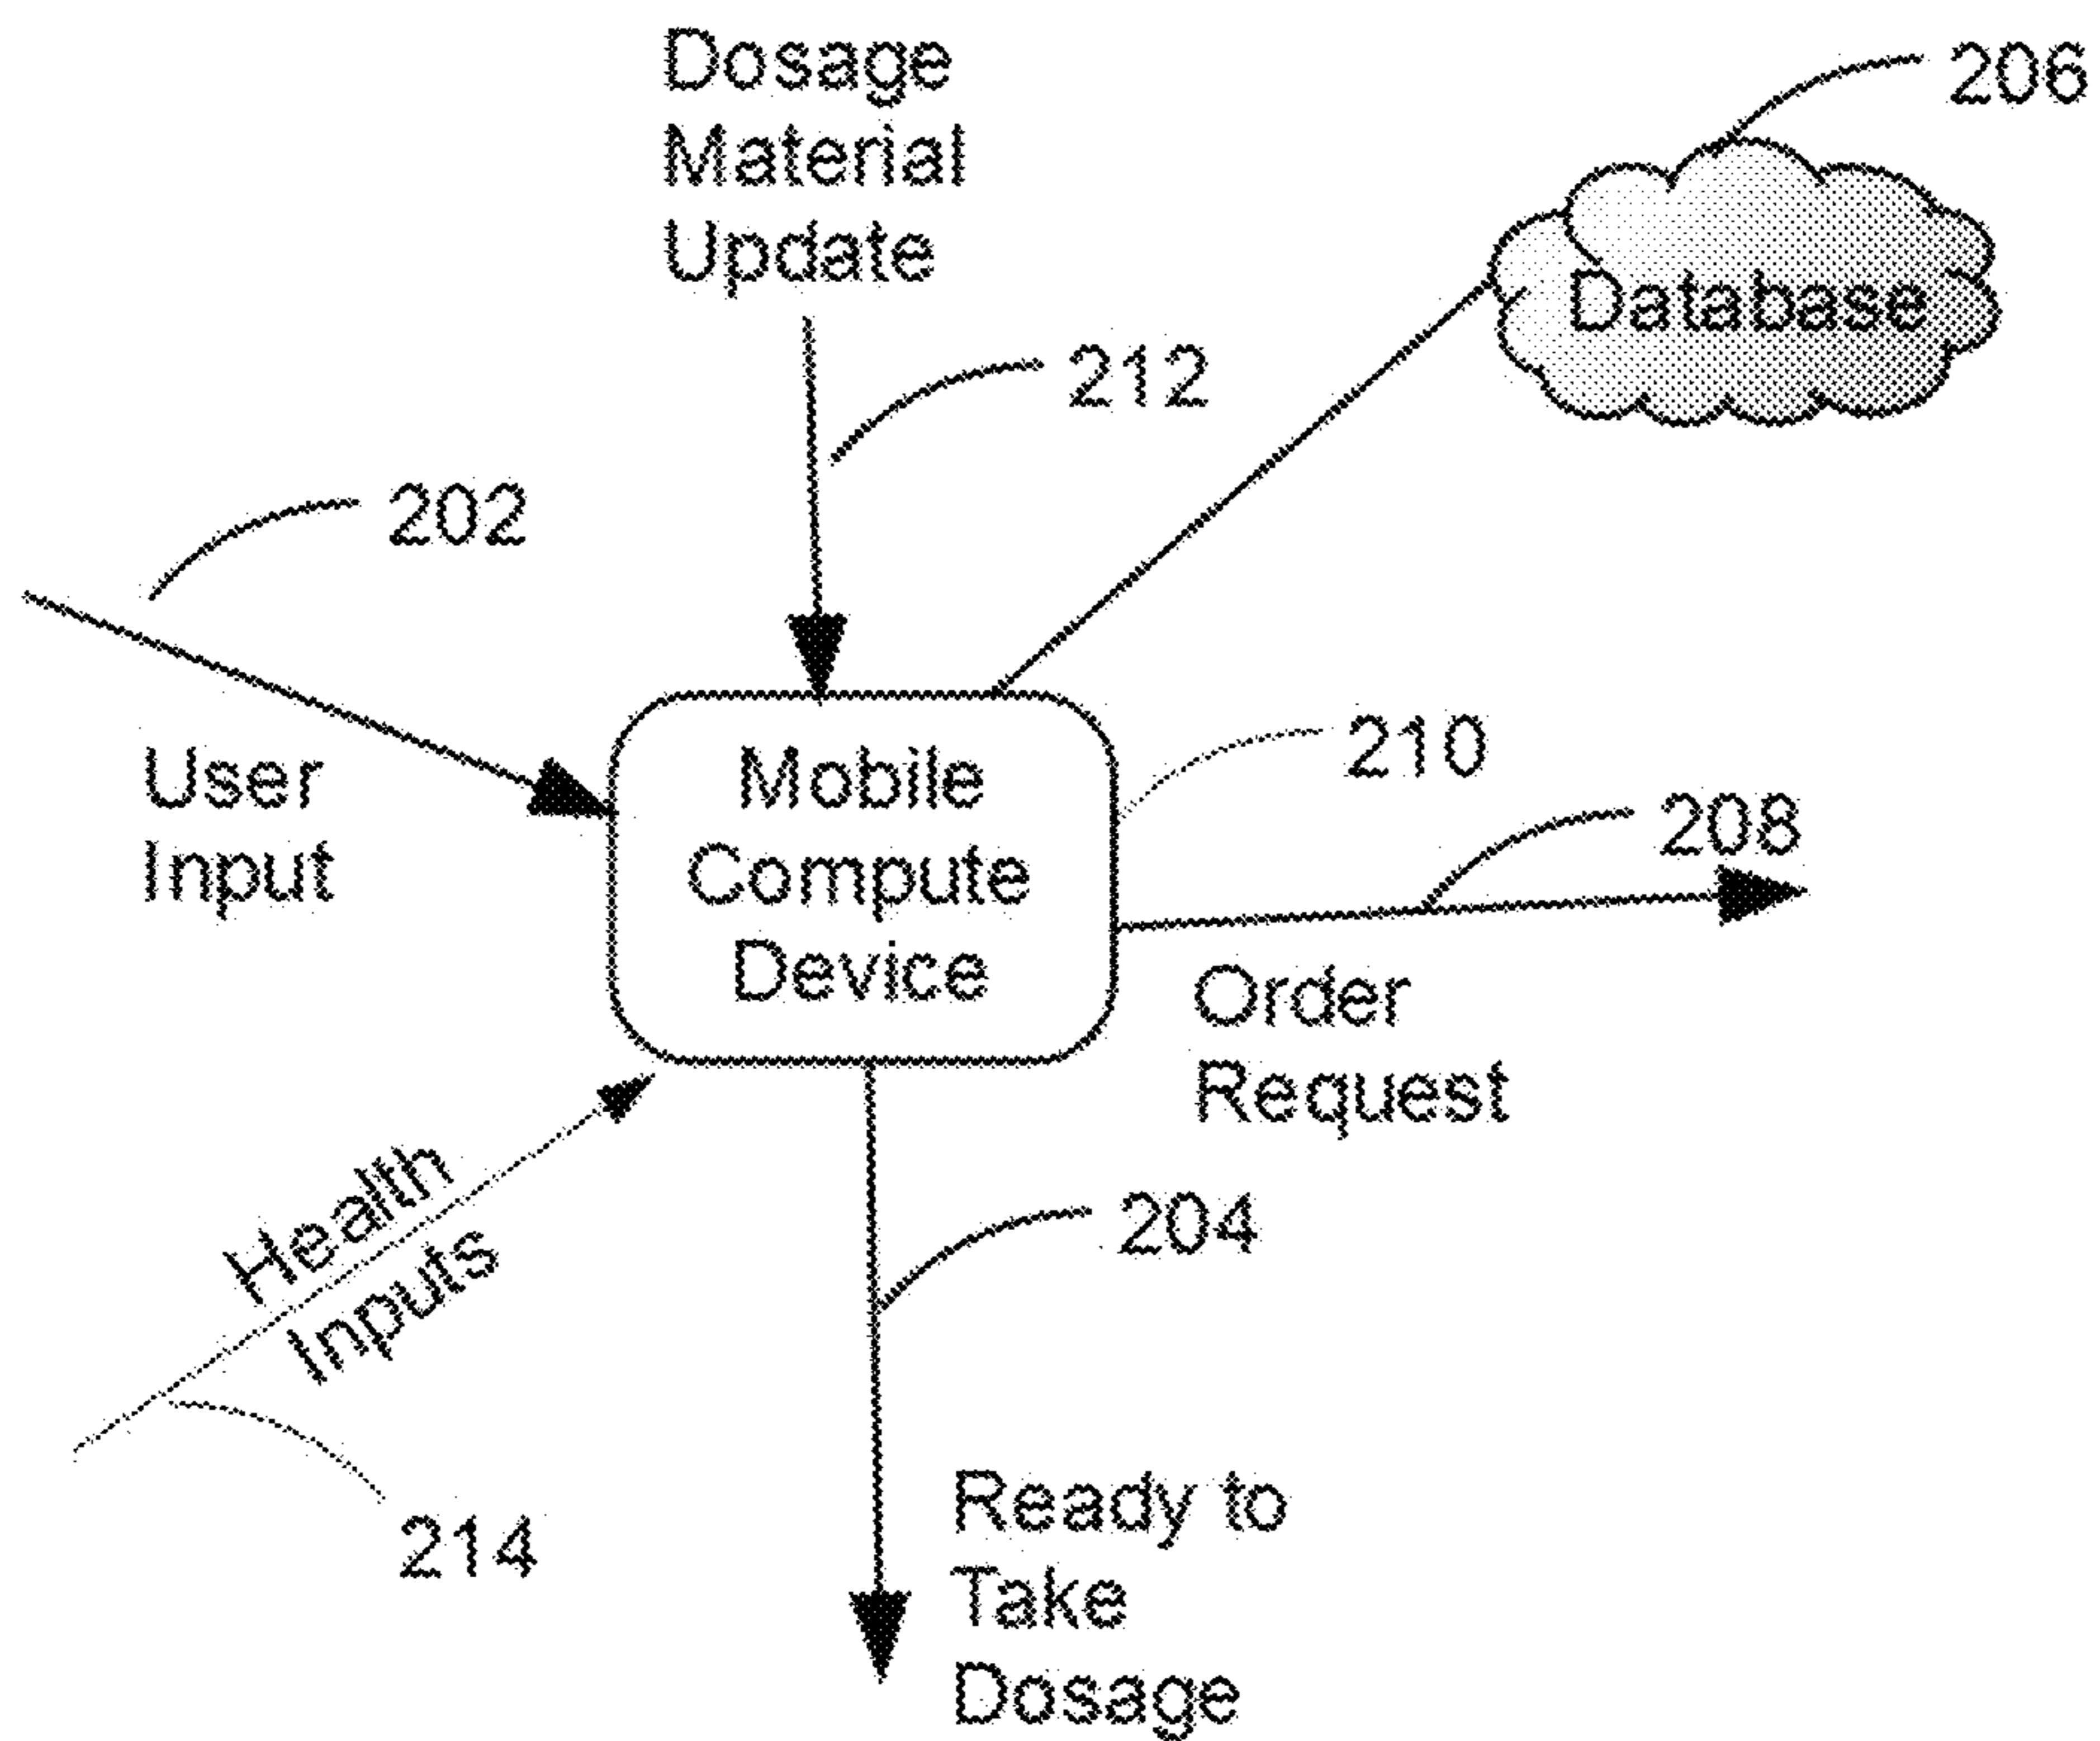 Dosage
Material
Update
206
Database
212
202
User
Input
Mobile
Compute
Device
210
208
Order
Request
Health
Inputs
204
214
Ready to
Take
Dosage